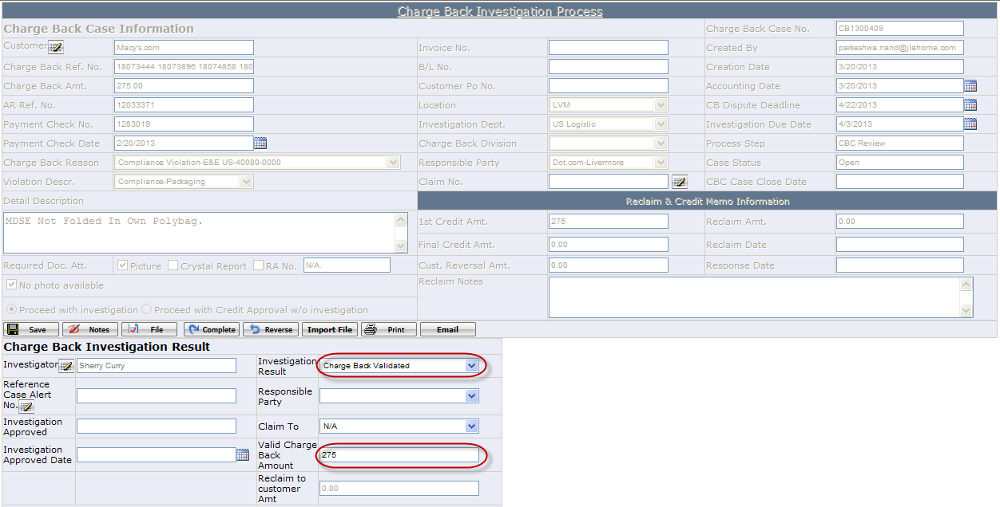 Charge Back Investigation Process
Charge Back Case Information
Charge Back Case No. CB1300409
Customer Macy's.com Invoice No. Created By parkeshwa.nand@jlahome.com
Charge Back Ref. No. 18073444 18073896 18074858 180 B/L No. Creation Date 3/20/2013
Charge Back Amt. 275.00 Customer Po No. Accounting Date 3/20/2013
AR Ref. No. 12033371 Location LVM CB Dispute Deadline 4/22/2013
Payment Check No. 1283019 Investigation Dept. US Logistic Investigation Due Date 4/3/2013
Payment Check Date 2/20/2013 Charge Back Division Process Step CBC Review
Charge Back Reason Compliance Violation-E&E US-40080-0000 Responsible Party Dot.com-Livermore Case Status Open
Violation Descr. Compliance-Packaging Claim No. CBC Case Close Date
Detail Description Reclaim & Credit Memo Information
MDSE Not Folded In Own Polybag. 1st Credit Amt. 275 Reclaim Amt. 0.00
Final Credit Amt. 0.00 Reclaim Date
Required Doc. Att. Picture Crystal Report RA No. N/A. Cust. Reversal Amt. 0.00 Response Date
No photo available Reclaim Notes
Proceed with investigation Proceed with Credit Approval w/o investigation
Save Notes File Complete Reverse Import File Print Email
Charge Back Investigation Result
Investigator Sherry Curry
Investigation
Result
Charge Back Validated
Reference
Case Alert
No.
Responsible
Party
Investigation
Approved
Claim To N/A
Investigation
Approved Date
Valid Charge
Back
Amount
275
Reclaim to
customer
Amt
0.00